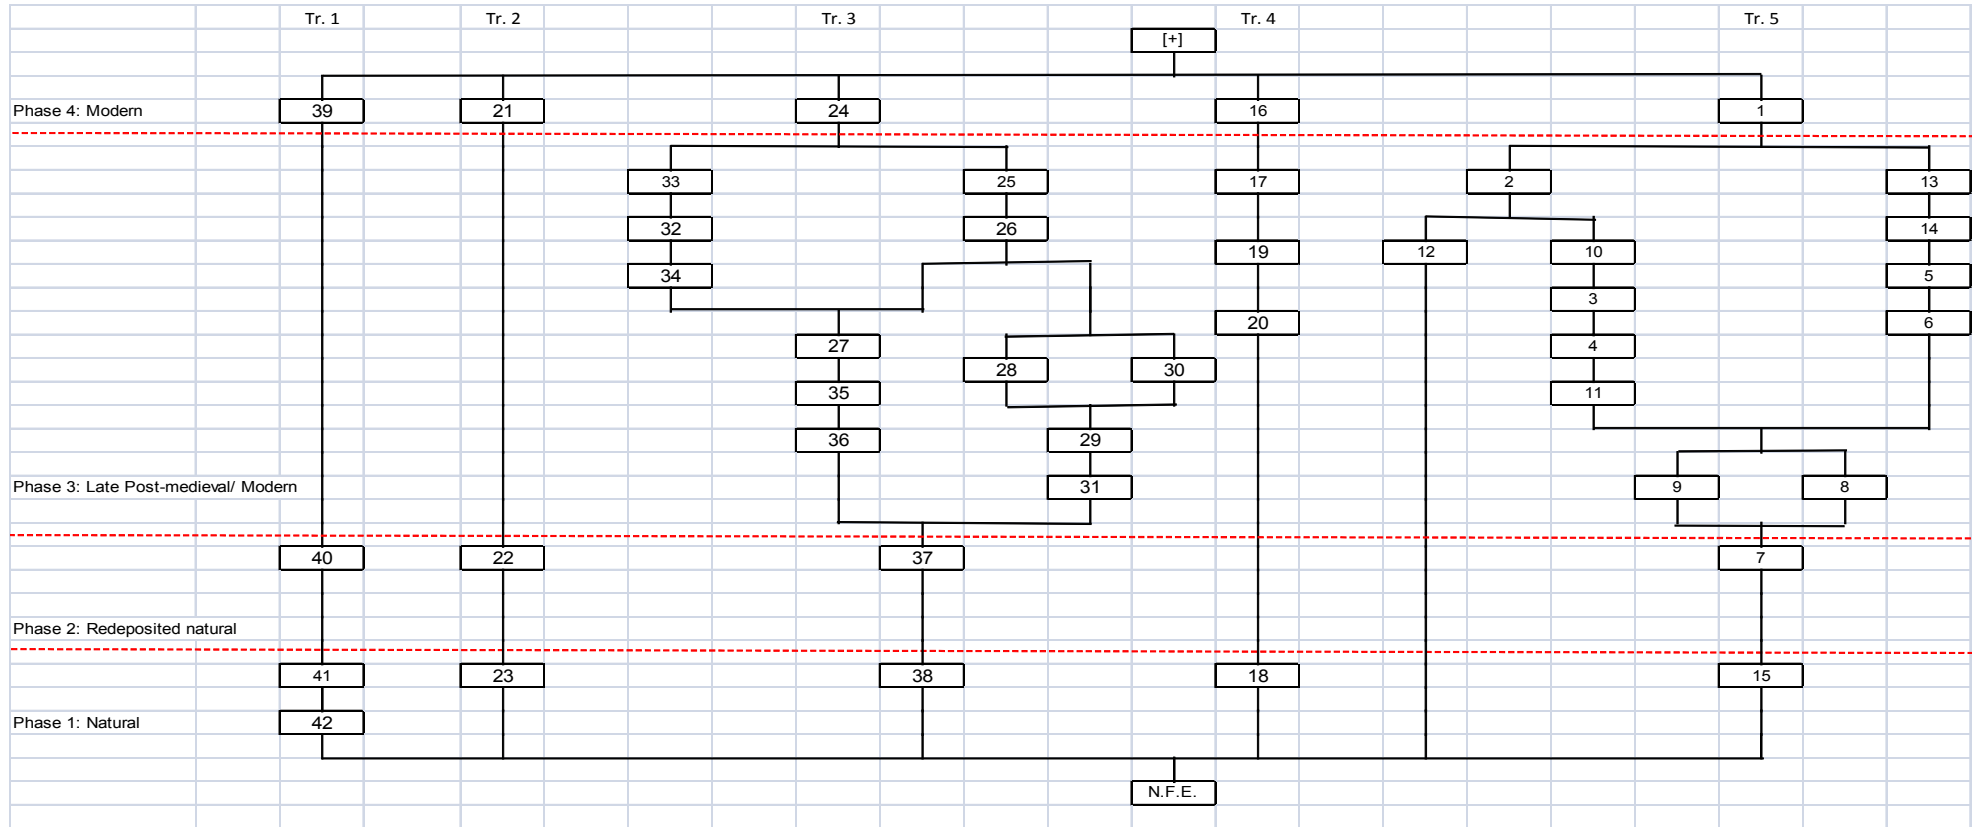 Tr. 1 Tr. 2 Tr. 3 Tr. 4 Tr. 5
[+]
Phase 4: Modern 39 21 24 16 1
33 25 17 2 13
32 26 14
19 12 10
34 5
3
20 6
27 4
28 30
35 11
36 29
Phase 3: Late Post-medieval/ Modern 31 9 8
40 22 37 7
Phase 2: Redeposited natural
41 23 38 18 15
Phase 1: Natural 42
N.F.E.